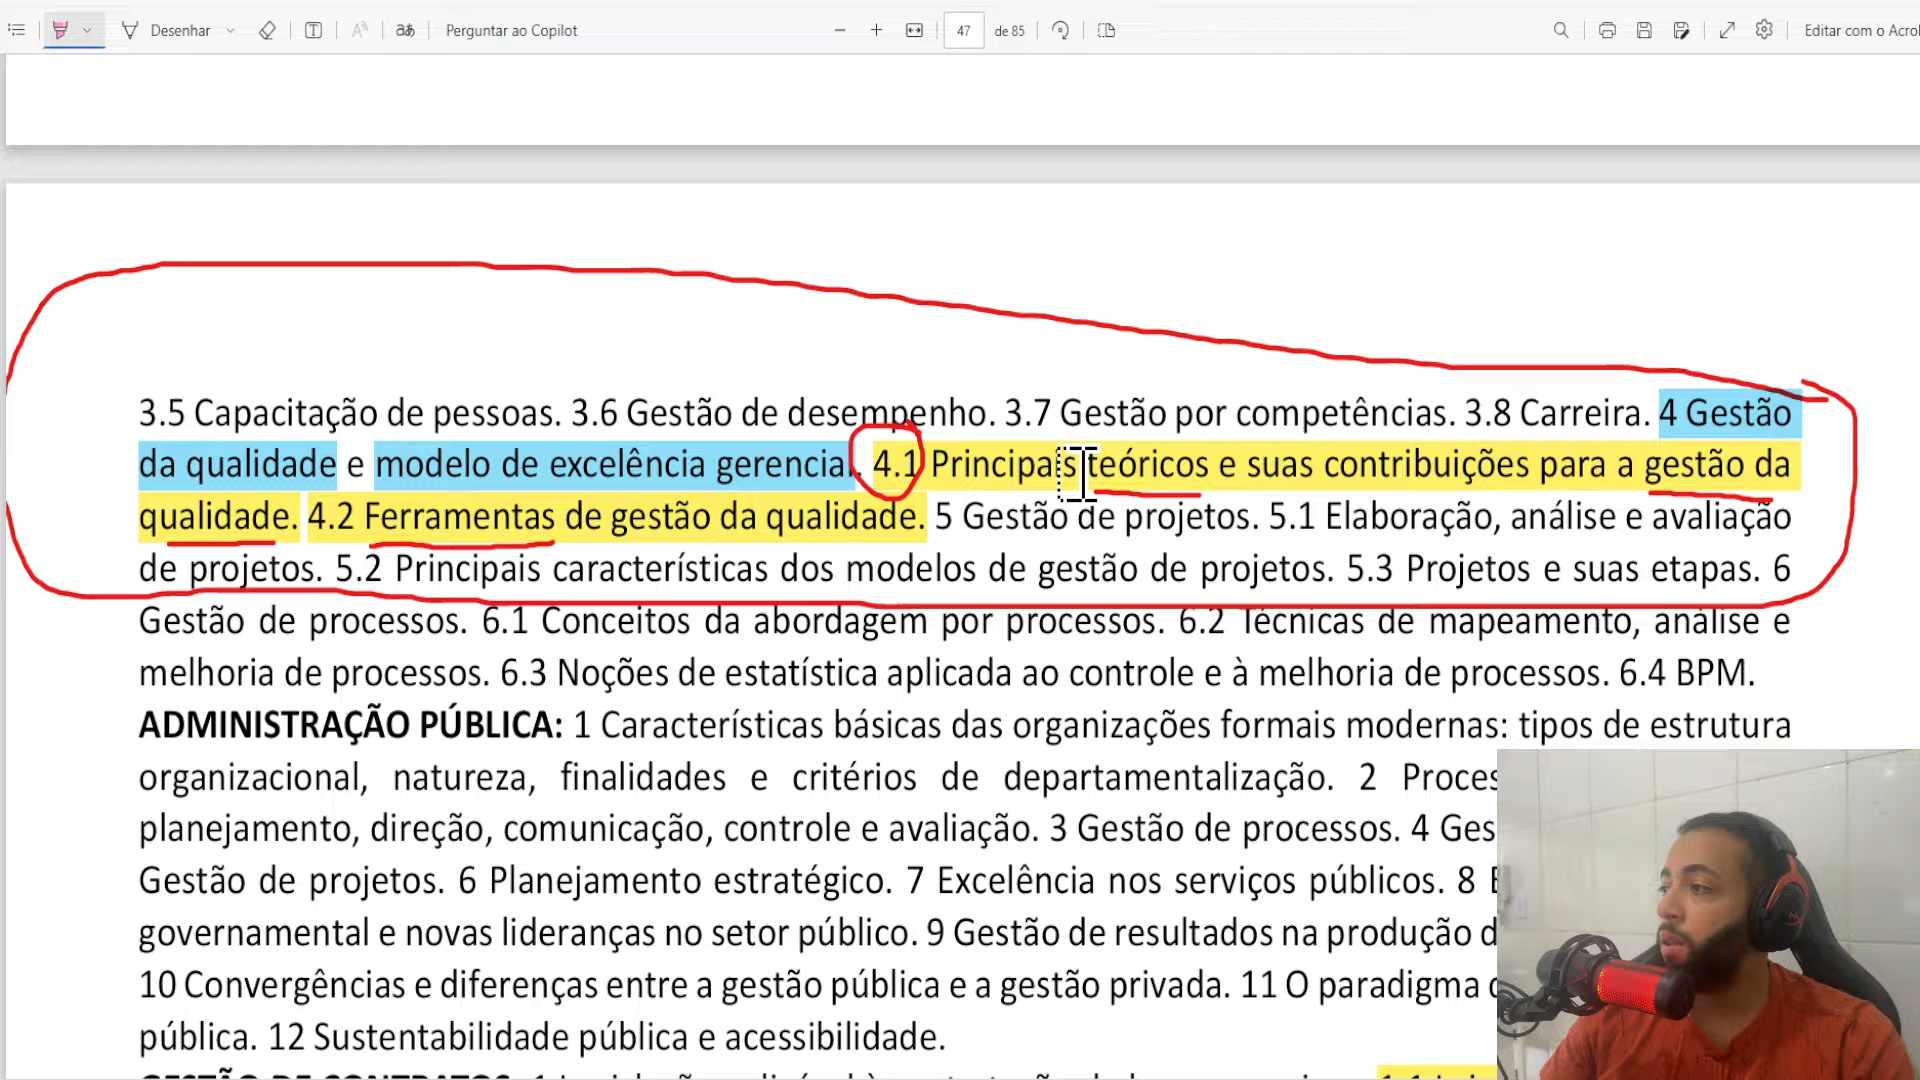 Desenhar
Perguntar ao Copilot
47 de 85
Editar com o Acro
3.5 Capacitação de pessoas. 3.6 Gestão de desempenho. 3.7 Gestão por competências. 3.8 Carreira. 4 Gestão
da qualidade e modelo de excelência gerencial. 4.1 Principais teóricos e suas contribuições para a gestão da
qualidade. 4.2 Ferramentas de gestão da qualidade. 5 Gestão de projetos. 5.1 Elaboração, análise e avaliação
de projetos. 5.2 Principais características dos modelos de gestão de projetos. 5.3 Projetos e suas etapas. 6
Gestão de processos. 6.1 Conceitos da abordagem por processos. 6.2 Técnicas de mapeamento, análise e
melhoria de processos. 6.3 Noções de estatística aplicada ao controle e à melhoria de processos. 6.4 BPM.
ADMINISTRAÇÃO PÚBLICA: 1 Características básicas das organizações formais modernas: tipos de estrutura
organizacional, natureza, finalidades e critérios de departamentalização. 2 Proces
planejamento, direção, comunicação, controle e avaliação. 3 Gestão de processos. 4 Ges
Gestão de projetos. 6 Planejamento estratégico. 7 Excelência nos serviços públicos. 8
governamental e novas lideranças no setor público. 9 Gestão de resultados na produção d
10 Convergências e diferenças entre a gestão pública e a gestão privada. 11 O paradigma
pública. 12 Sustentabilidade pública e acessibilidade.